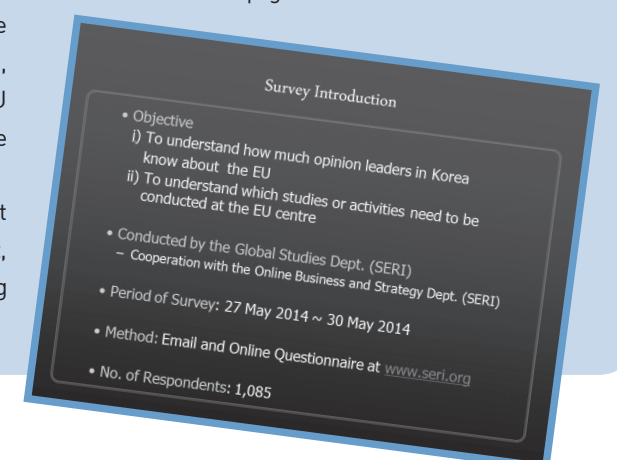 Survey Introduction
• Objective
i) To understand how much opinion leaders in Korea
know about the EU
ii) To understand which studies or activities need to be
conducted at the EU centre
• Conducted by the Global Studies Dept. (SERI)
– Cooperation with the Online Business and Strategy Dept. (SERI)
• Period of Survey: 27 May 2014 ~ 30 May 2014
• Method: Email and Online Questionnaire at www.seri.org
• No. of Respondents: 1,085